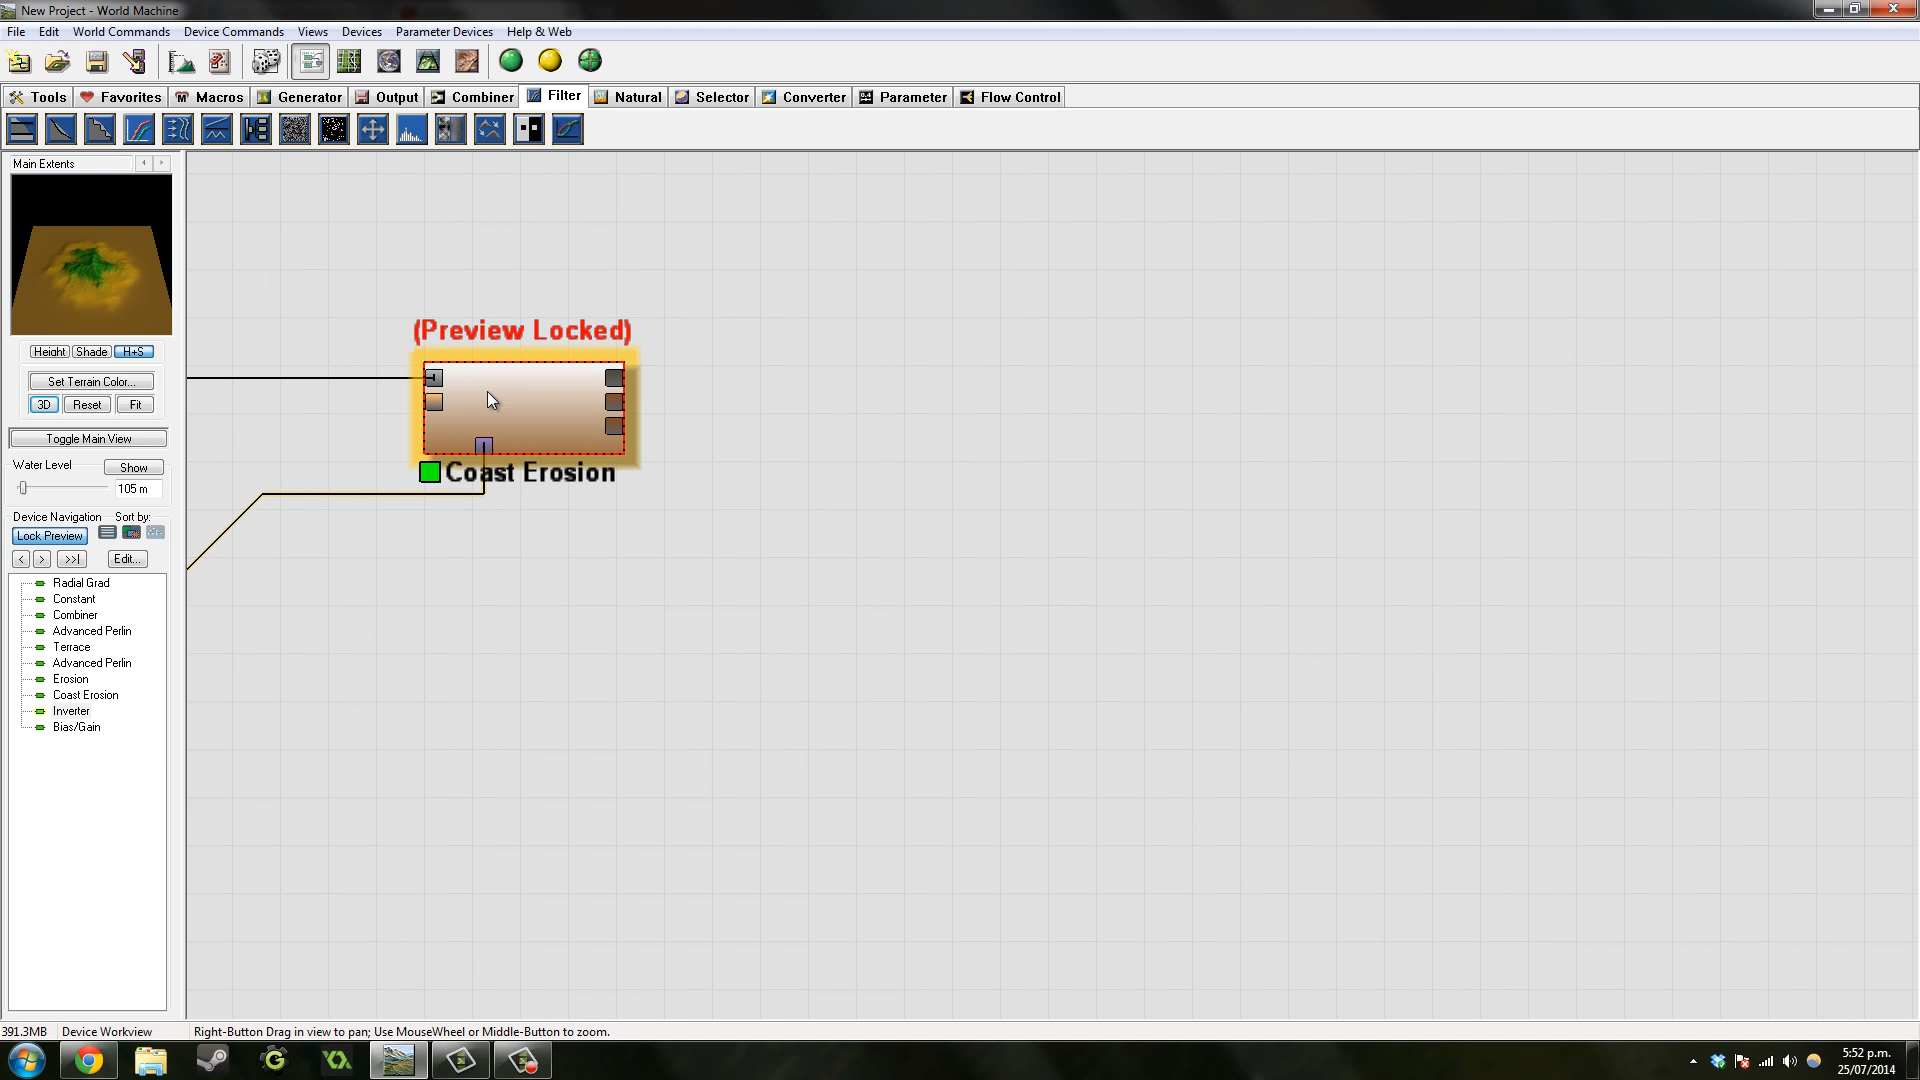 New Project - World Machine
File Edit World Commands Device Commands Views Devices Parameter Devices Help & Web
Tools Favorites Macros Generator Output Combiner Filter Natural Selector Converter Parameter Flow Control
Main Extents
Height Shade H+S
Set Terrain Color...
3D Reset Fit
Toggle Main View
Water Level Show
105 m
Device Navigation Sort by:
Lock Preview
< > >>| Edit...
Radial Grad
Constant
Combiner
Advanced Perlin
Terrace
Advanced Perlin
Erosion
Coast Erosion
Inverter
Bias/Gain
(Preview Locked)
Coast Erosion
391.3MB Device Workview Right-Button Drag in view to pan; Use MouseWheel or Middle-Button to zoom.
5:52 p.m.
25/07/2014